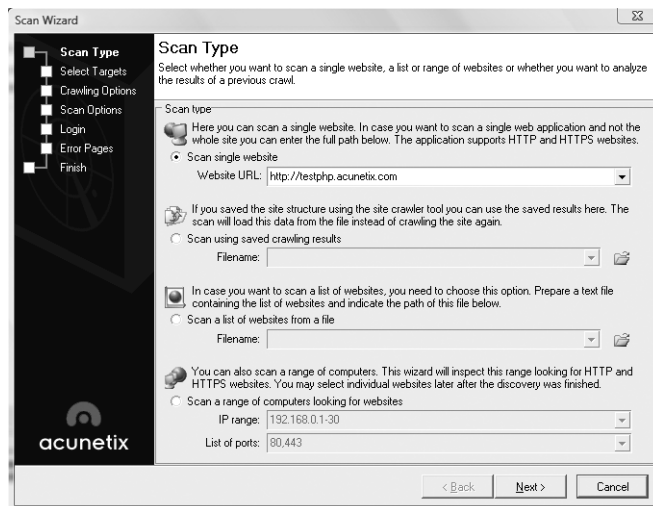 Scan Wizard
Scan Type
Select Targets
Crawling Options
Scan Options
Login
Error Pages
Finish
acunetix
Scan Type
Select whether you want to scan a single website, a list or range of websites or whether you want to analyze
the results of a previous crawl.
Scan type
Here you can scan a single website. In case you want to scan a single web application and not the
whole site you can enter the full path below. The application supports HTTP and HTTPS websites.
Scan single website
Website URL: http://testphp.acunetix.com
If you saved the site structure using the site crawler tool you can use the saved results here. The
scan will load this data from the file instead of crawling the site again.
Scan using saved crawling results
Filename:
In case you want to scan a list of websites, you need to choose this option. Prepare a text file
containing the list of websites and indicate the path of this file below.
Scan a list of websites from a file
Filename:
You can also scan a range of computers. This wizard will inspect this range looking for HTTP and
HTTPS websites. You may select individual websites later after the discovery was finished.
Scan a range of computers looking for websites
IP range: 192.168.0.1-30
List of ports: 80,443
< Back
Next >
Cancel